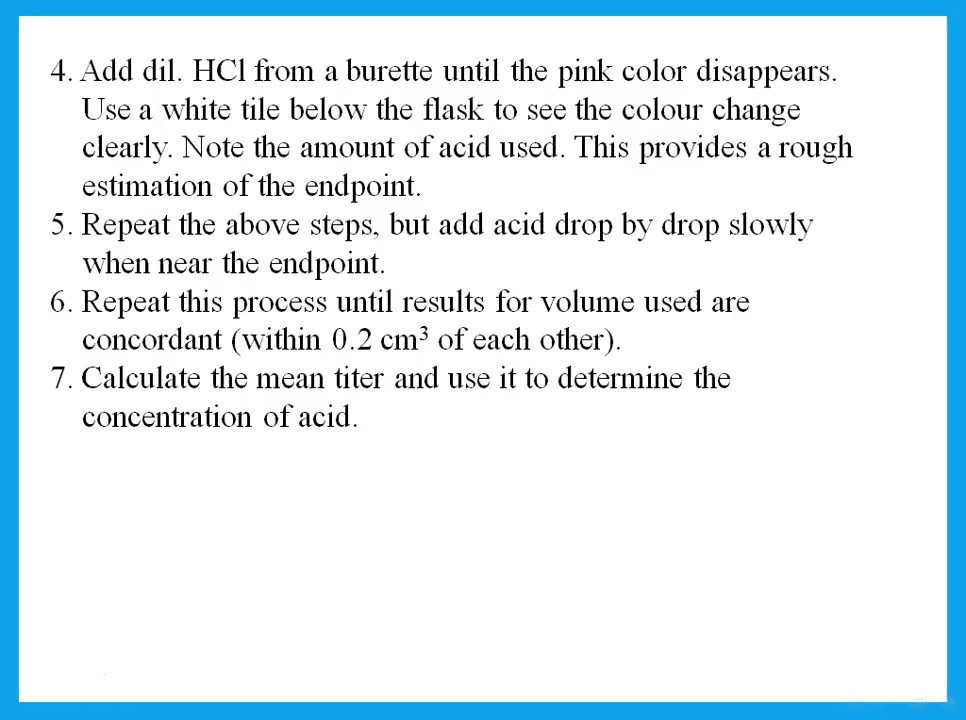 4. Add dil. HCl from a burette until the pink color disappears.
Use a white tile below the flask to see the colour change
clearly. Note the amount of acid used. This provides a rough
estimation of the endpoint.
5. Repeat the above steps, but add acid drop by drop slowly
when near the endpoint.
6. Repeat this process until results for volume used are
concordant (within 0.2 cm³ of each other).
7. Calculate the mean titer and use it to determine the
concentration of acid.